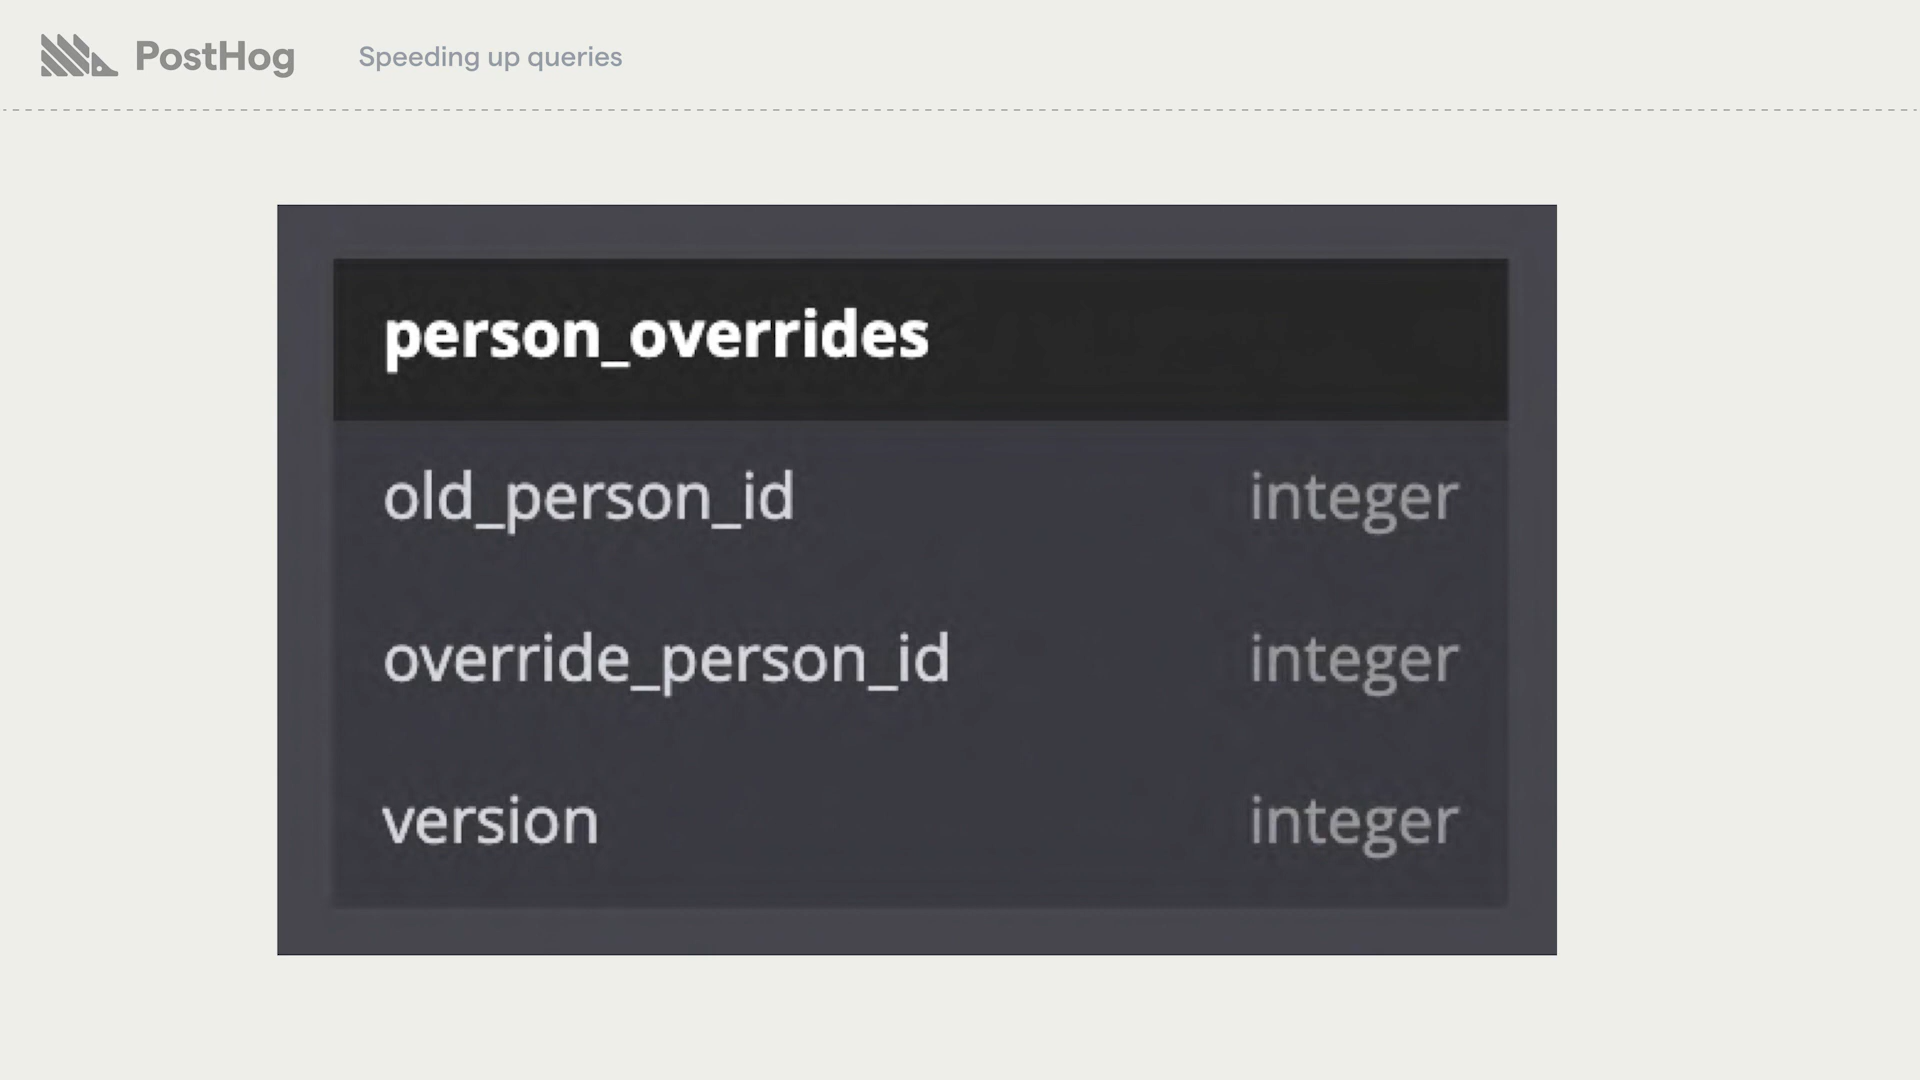 PostHog Speeding up queries
person_overrides
old_person_id integer
override_person_id integer
version integer